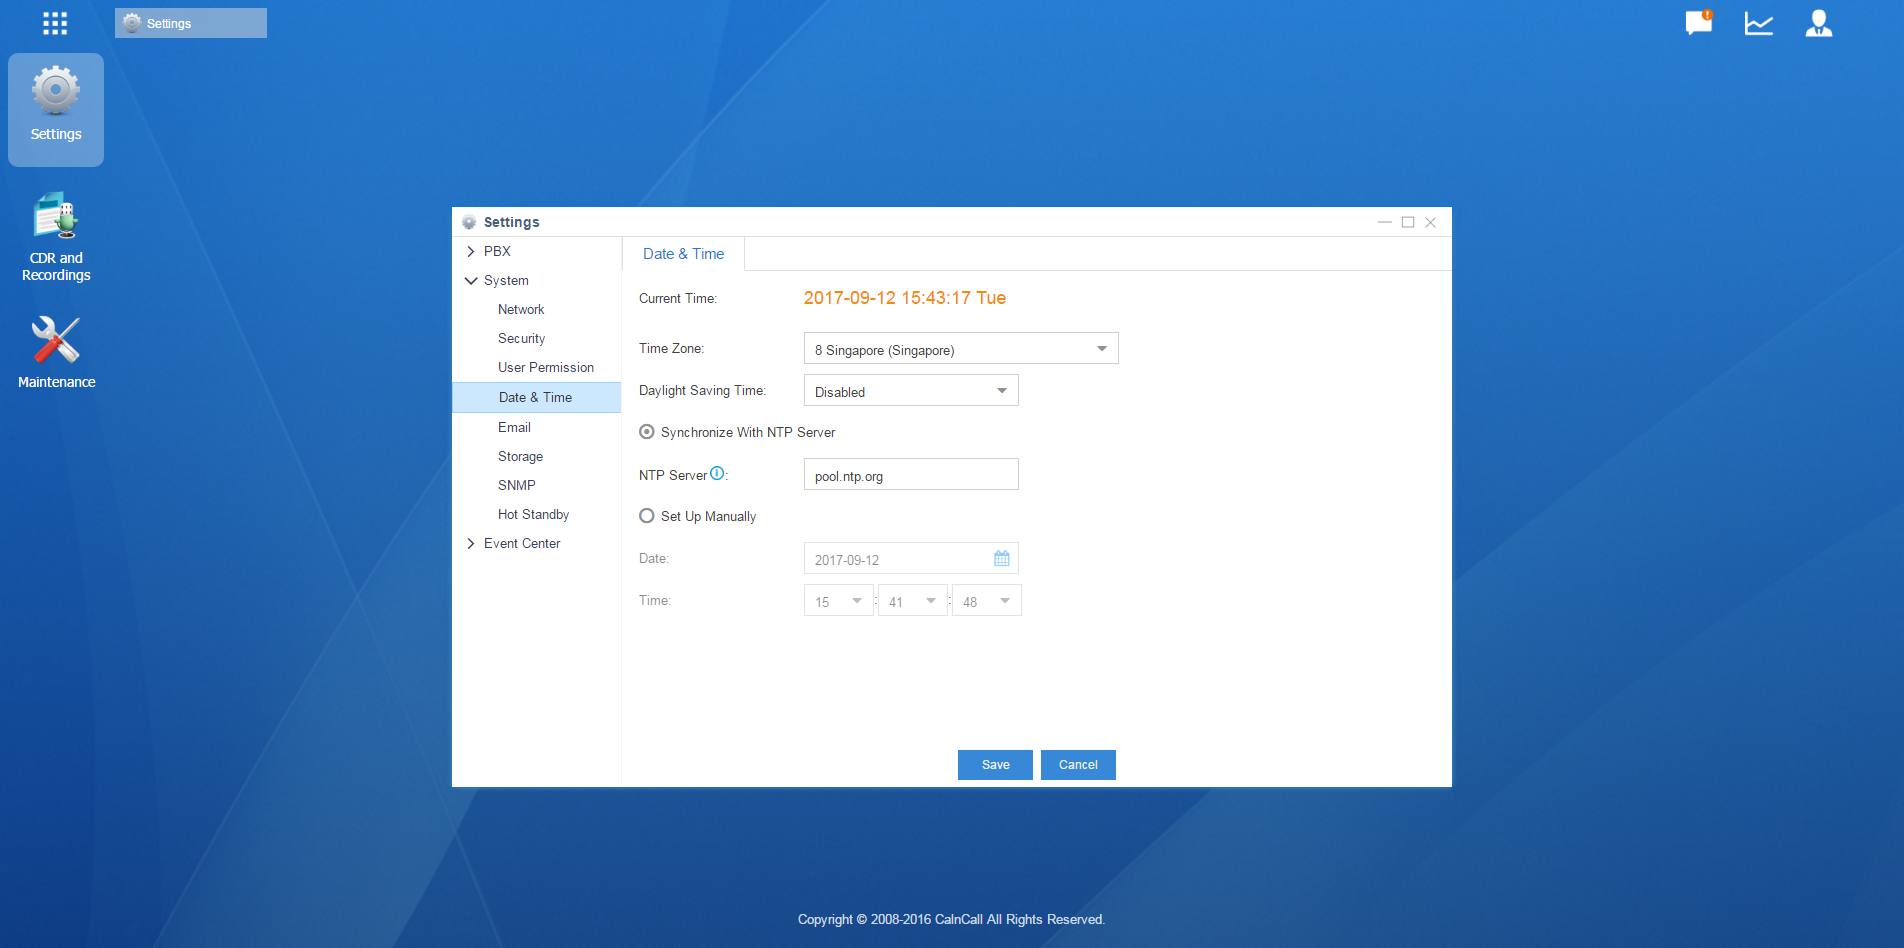 Settings
Settings
CDR and
Recordings
Maintenance
Settings
PBX
System
Network
Security
User Permission
Date & Time
Email
Storage
SNMP
Hot Standby
Event Center
Date & Time
Current Time: 2017-09-12 15:43:17 Tue
Time Zone: 8 Singapore (Singapore)
Daylight Saving Time: Disabled
Synchronize With NTP Server
NTP Server: pool.ntp.org
Set Up Manually
Date: 2017-09-12
Time: 15 : 41 : 48
Save Cancel
Copyright © 2008-2016 CalnCall All Rights Reserved.